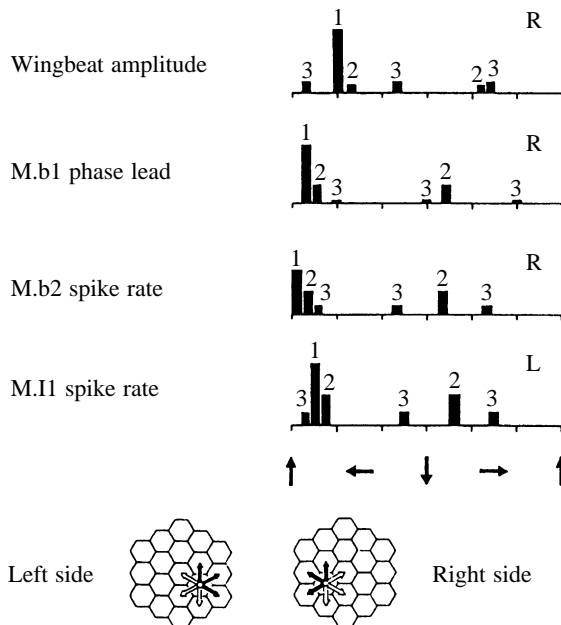 1 R
Wingbeat amplitude 3 2 3 2 3
1 R
M.b1 phase lead 2 3 3 2 3
1 R
M.b2 spike rate 2 3 3 2 3
1 L
M.I1 spike rate 3 2 3 2 3
Left side Right side